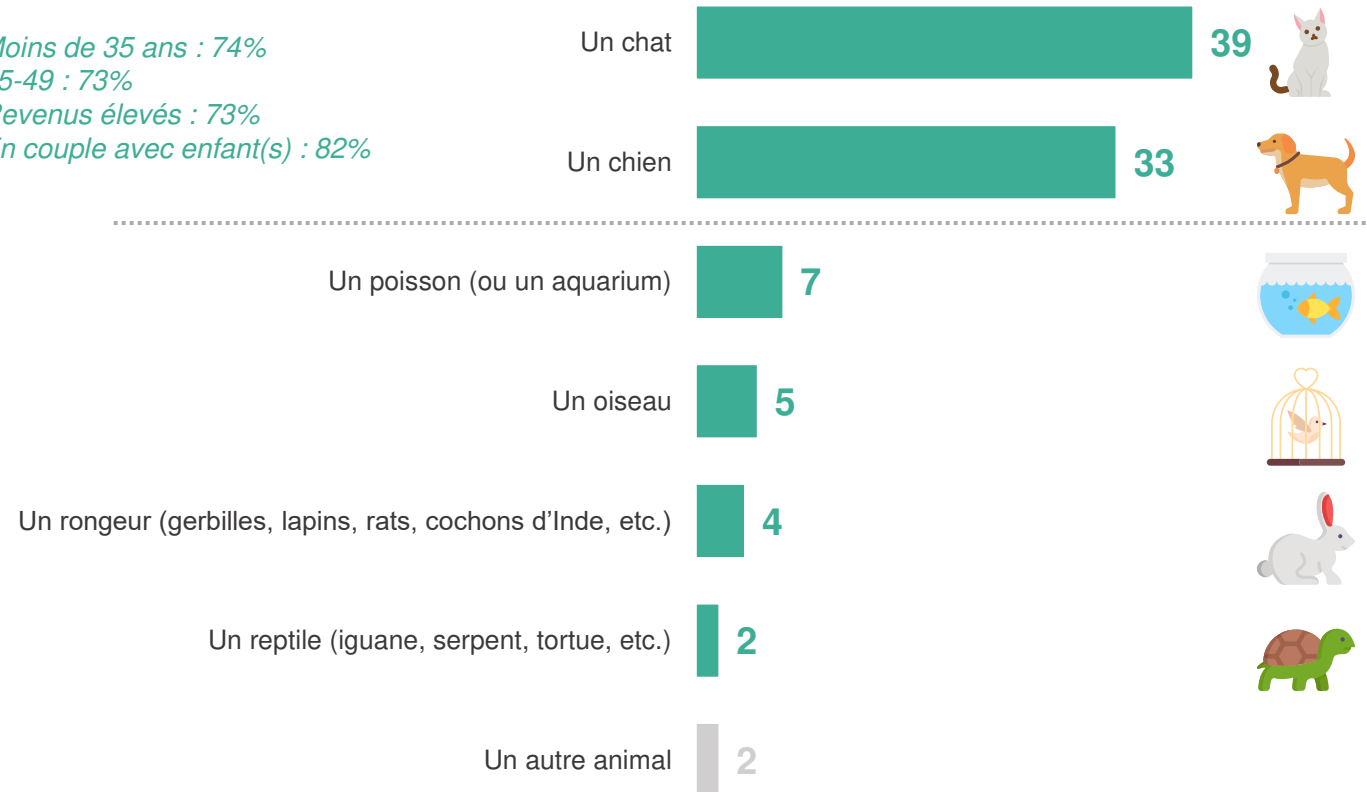 oins de 35 ans : 74%
5-49 : 73%
evenus élevés : 73%
n couple avec enfant(s) : 82%
Un chat 39
Un chien 33
Un poisson (ou un aquarium) 7
Un oiseau 5
Un rongeur (gerbilles, lapins, rats, cochons d’Inde, etc.) 4
Un reptile (iguane, serpent, tortue, etc.) 2
Un autre animal 2